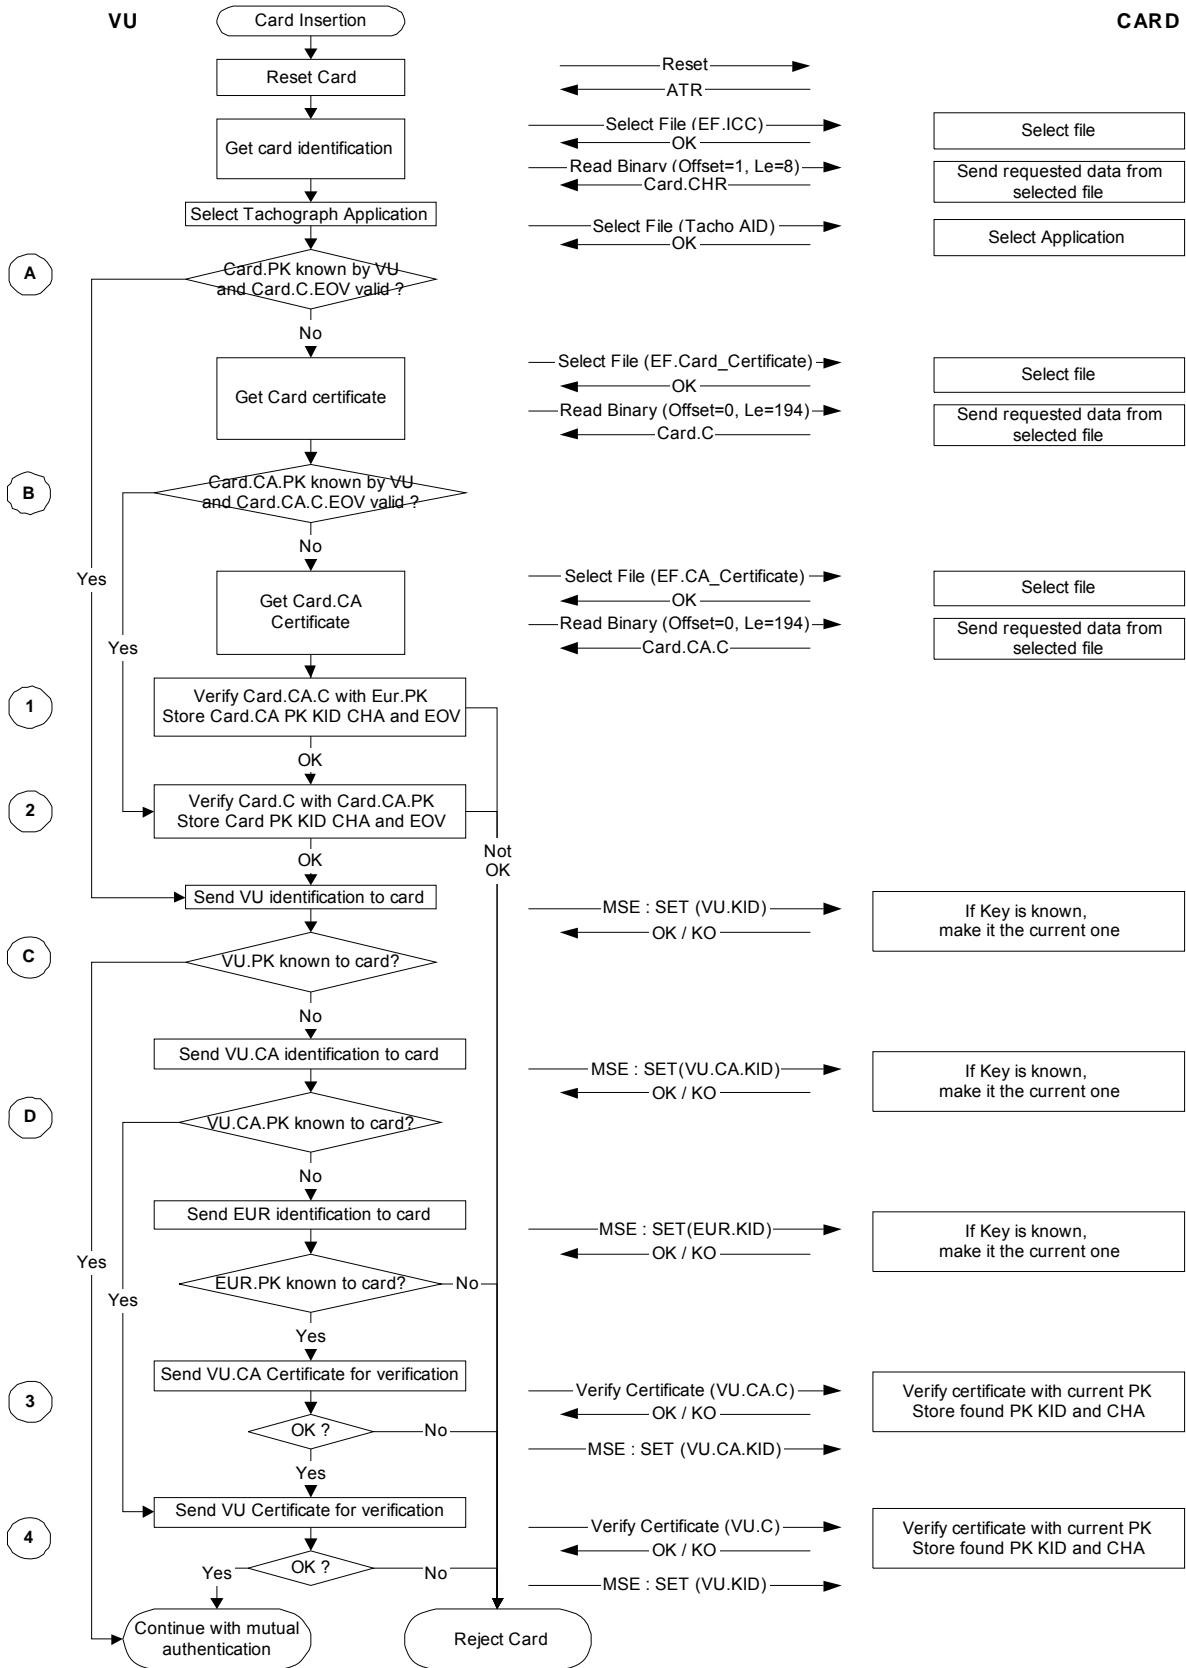 VU
Card Insertion
CARD
Reset Card
Reset
ATR
Get card identification
Select File (EF.ICC)
OK
Select file
Read Binary (Offset=1, Le=8)
Card.CHR
Send requested data from
selected file
Select Tachograph Application
Select File (Tacho AID)
OK
Select Application
A
Card.PK known by VU
and Card.C.EOV valid ?
No
Get Card certificate
Select File (EF.Card_Certificate)
OK
Select file
Read Binary (Offset=0, Le=194)
Card.C
Send requested data from
selected file
B
Card.CA.PK known by VU
and Card.CA.C.EOV valid ?
No
Yes
Get Card.CA
Certificate
Select File (EF.CA_Certificate)
OK
Select file
Read Binary (Offset=0, Le=194)
Card.CA.C
Send requested data from
selected file
Yes
1
Verify Card.CA.C with Eur.PK
Store Card.CA PK KID CHA and EOV
OK
2
Verify Card.C with Card.CA.PK
Store Card PK KID CHA and EOV
Not
OK
OK
Send VU identification to card
MSE : SET (VU.KID)
OK / KO
If Key is known,
make it the current one
C
VU.PK known to card?
No
Send VU.CA identification to card
MSE : SET(VU.CA.KID)
OK / KO
If Key is known,
make it the current one
D
VU.CA.PK known to card?
No
Send EUR identification to card
MSE : SET(EUR.KID)
OK / KO
If Key is known,
make it the current one
Yes
EUR.PK known to card?
No
Yes
Yes
Send VU.CA Certificate for verification
3
Verify Certificate (VU.CA.C)
OK / KO
Verify certificate with current PK
Store found PK KID and CHA
OK ?
No
MSE : SET (VU.CA.KID)
Yes
Send VU Certificate for verification
4
Verify Certificate (VU.C)
OK / KO
Verify certificate with current PK
Store found PK KID and CHA
OK ?
Yes
No
MSE : SET (VU.KID)
Continue with mutual
authentication
Reject Card